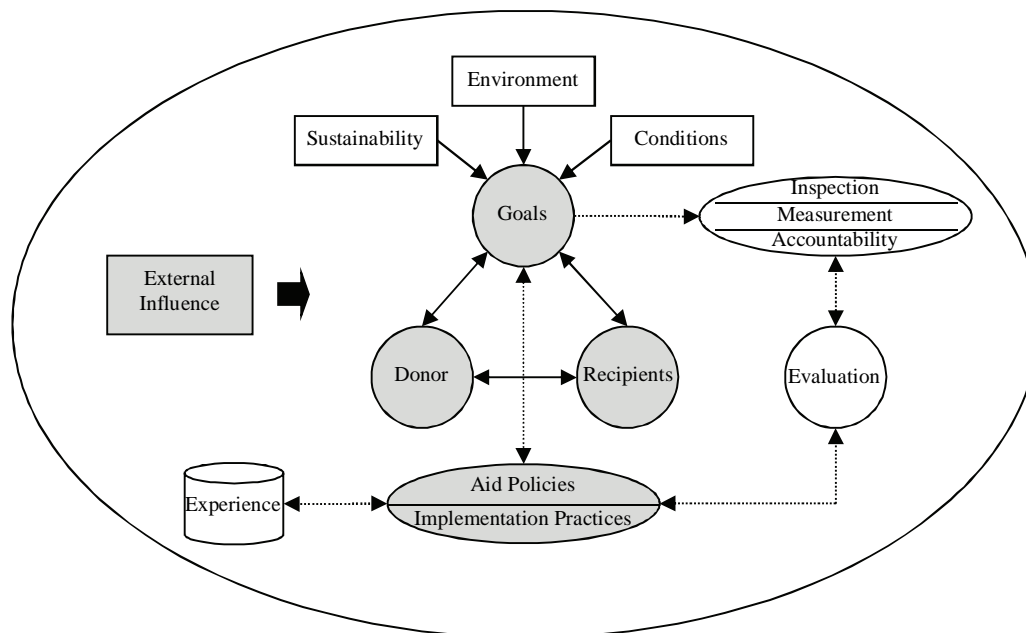 Environment
Sustainability
Conditions
Goals
Inspection
Measurement
Accountability
External
Influence
Donor
Recipients
Evaluation
Experience
Aid Policies
Implementation Practices